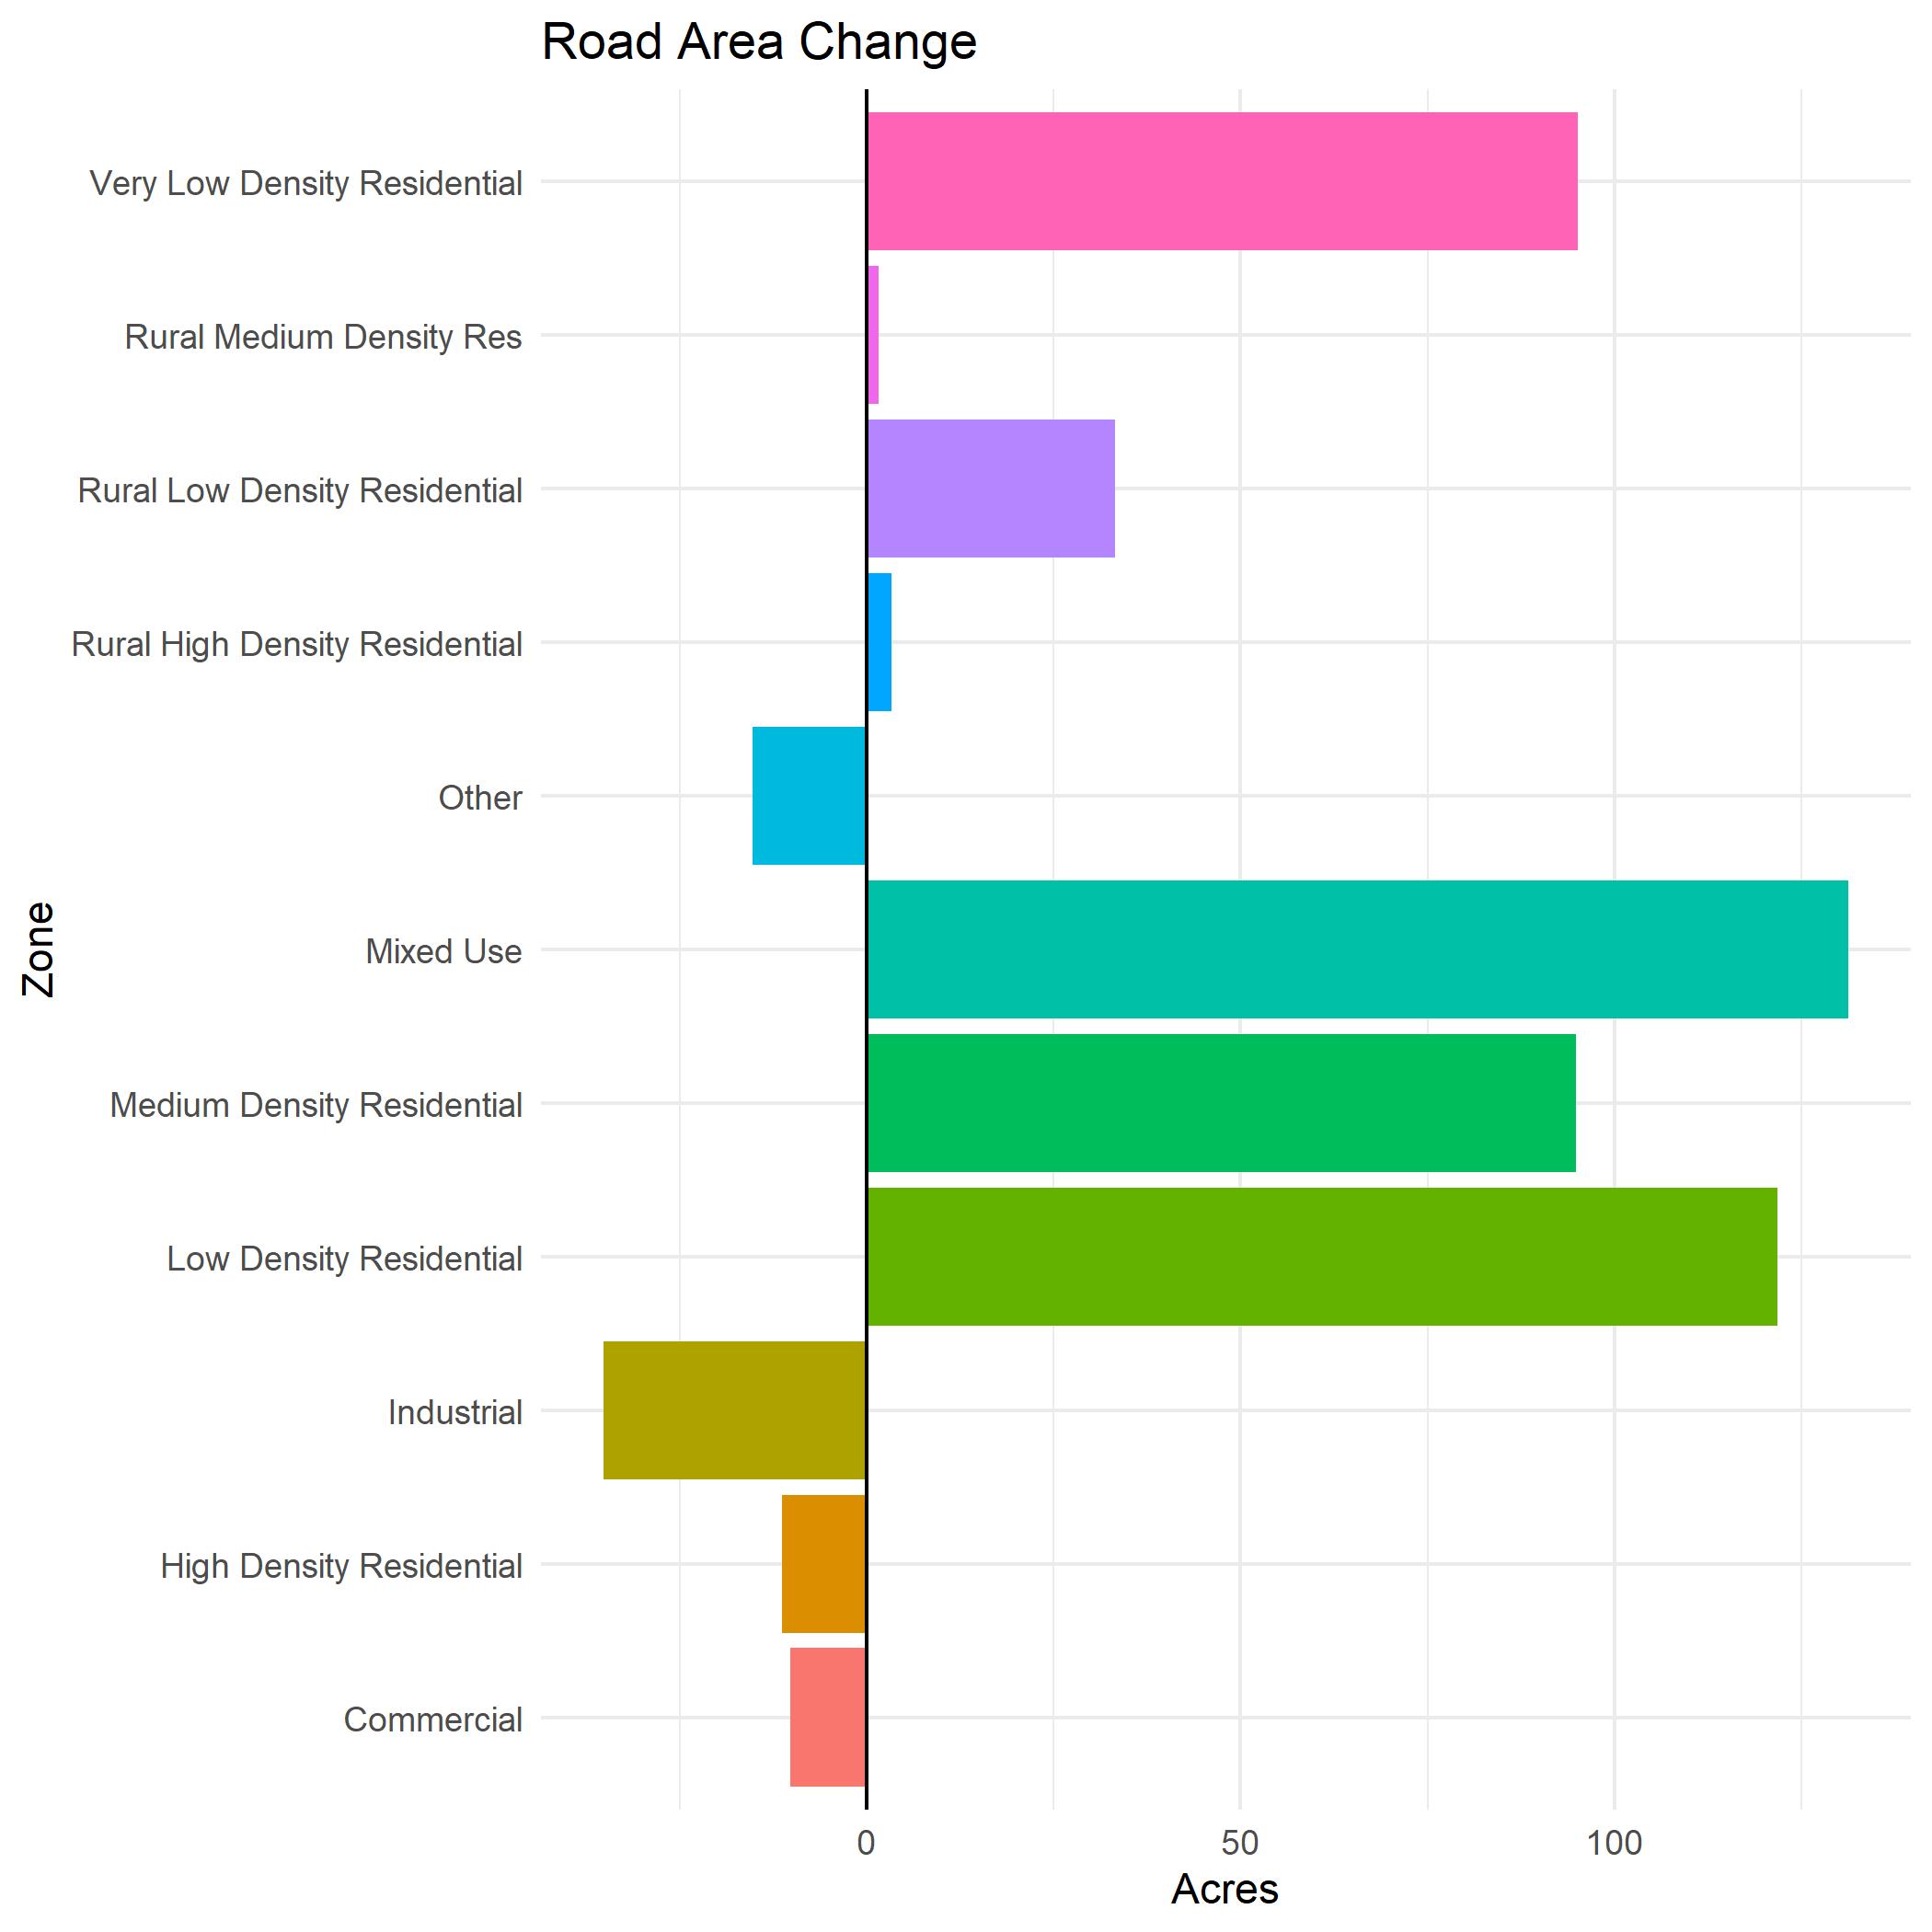 Road Area Change
Very Low Density Residential
Rural Medium Density Res
Rural Low Density Residential
Rural High Density Residential
Other
Mixed Use
Medium Density Residential
Low Density Residential
Industrial
High Density Residential
Commercial
Zone
0 50 100
Acres